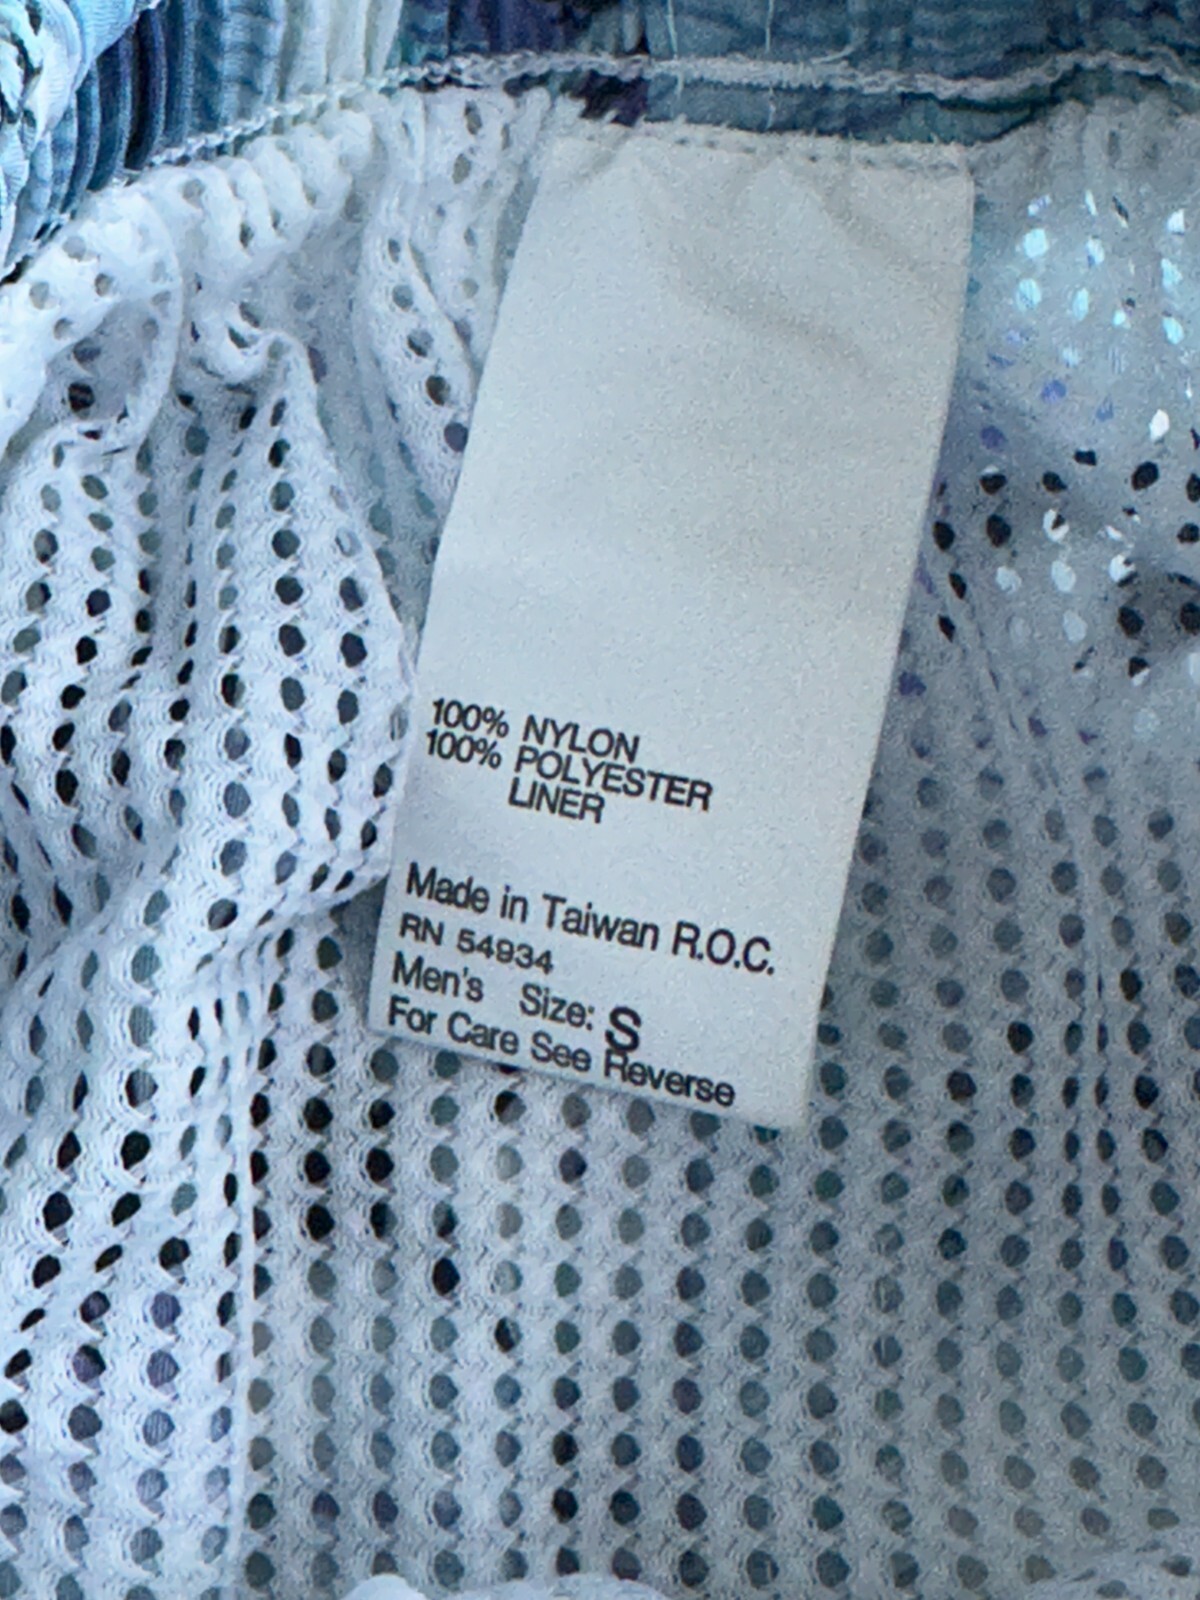 100% NYLON
100% POLYESTER
LINER
Made in Taiwan R.O.C.
RN 54934
Men's Size: S
For Care See Reverse